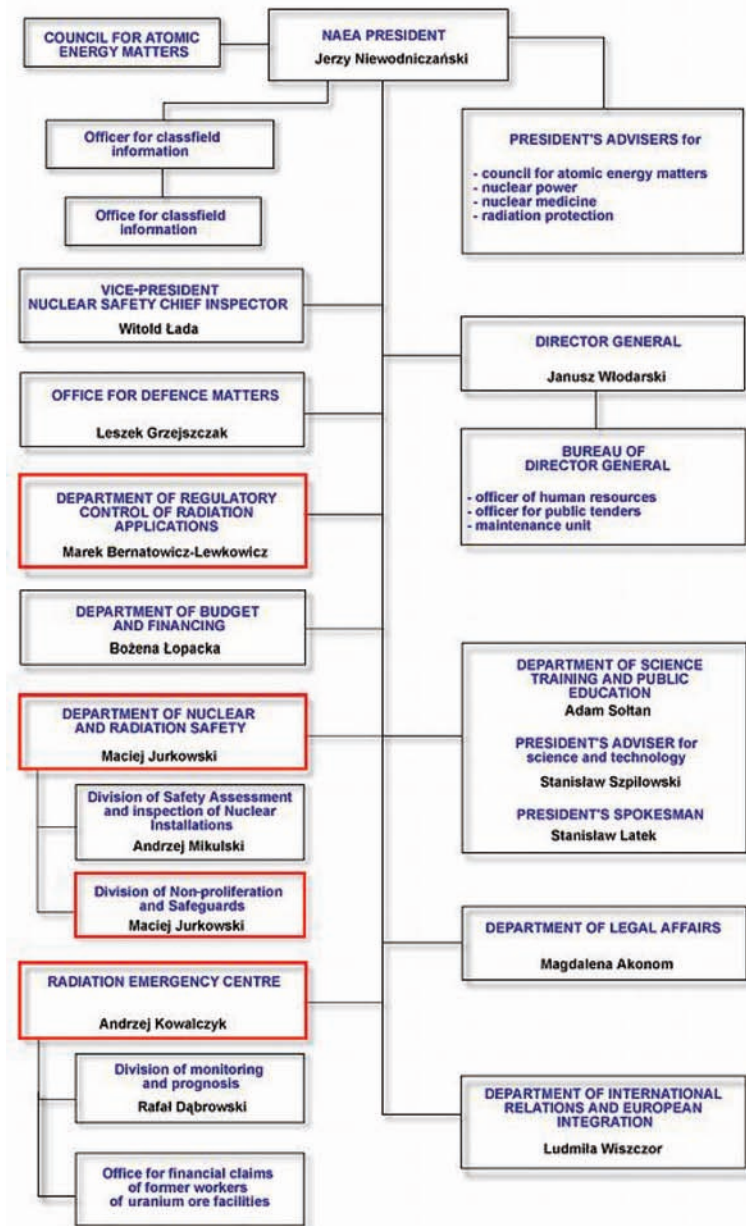 COUNCIL FOR ATOMIC
ENERGY MATTERS
NAEA PRESIDENT
Jerzy Niewodniczański
Officer for classfield
information
Office for classfield
information
PRESIDENT'S ADVISERS for
- council for atomic energy matters
- nuclear power
- nuclear medicine
- radiation protection
VICE-PRESIDENT
NUCLEAR SAFETY CHIEF INSPECTOR
Witold Łada
DIRECTOR GENERAL
Janusz Włodarski
OFFICE FOR DEFENCE MATTERS
Leszek Grzejszczak
BUREAU OF
DIRECTOR GENERAL
- officer of human resources
- officer for public tenders
- maintenance unit
DEPARTMENT OF REGULATORY
CONTROL OF RADIATION
APPLICATIONS
Marek Bernatowicz-Lewkowicz
DEPARTMENT OF BUDGET
AND FINANCING
Bożena Łopacka
DEPARTMENT OF SCIENCE
TRAINING AND PUBLIC
EDUCATION
Adam Sołtan
PRESIDENT'S ADVISER for
science and technology
Stanisław Szpilowski
PRESIDENT'S SPOKESMAN
Stanisław Latek
DEPARTMENT OF NUCLEAR
AND RADIATION SAFETY
Maciej Jurkowski
Division of Safety Assessment
and inspection of Nuclear
Installations
Andrzej Mikulski
Division of Non-proliferation
and Safeguards
Maciej Jurkowski
DEPARTMENT OF LEGAL AFFAIRS
Magdalena Akonom
RADIATION EMERGENCY CENTRE
Andrzej Kowalczyk
Division of monitoring
and prognosis
Rafał Dąbrowski
DEPARTMENT OF INTERNATIONAL
RELATIONS AND EUROPEAN
INTEGRATION
Ludmila Wiszczor
Office for financial claims
of former workers
of uranium ore facilities